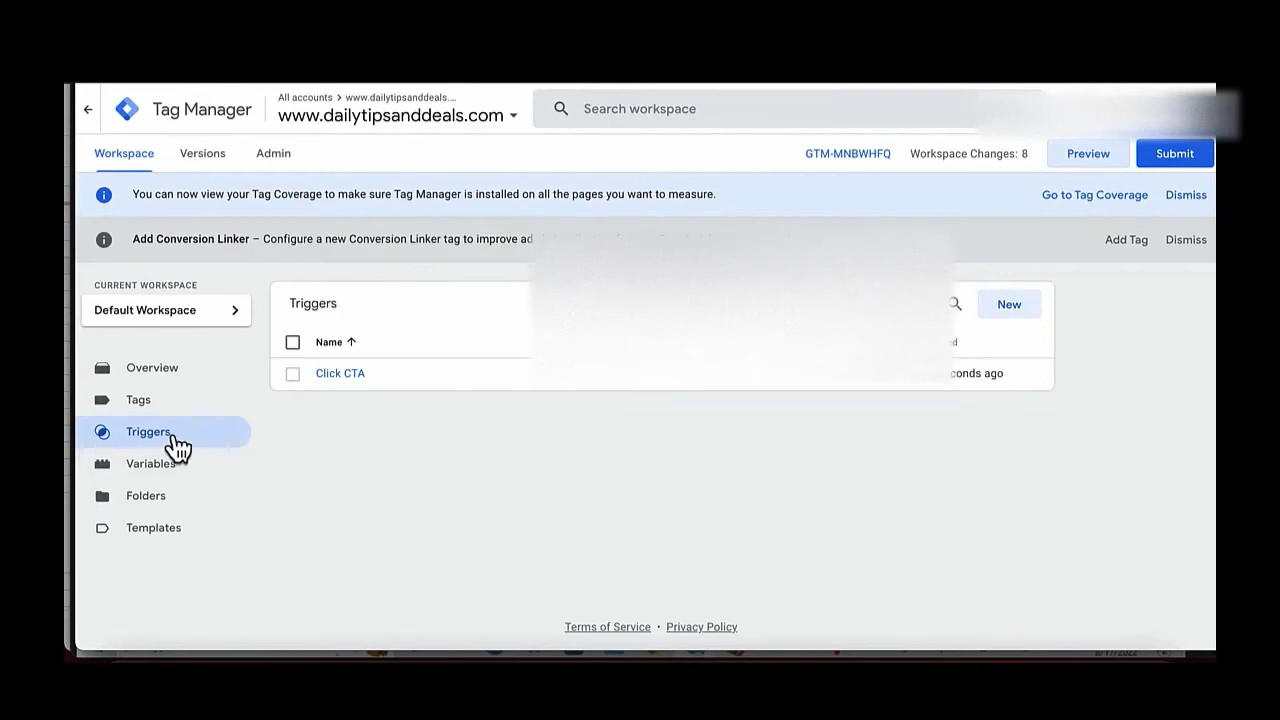 All accounts > www.dailytipsanddeals....
Tag Manager
www.dailytipsanddeals.com
Search workspace
Workspace
Versions
Admin
GTM-MNBWHFQ
Workspace Changes: 8
Preview
Submit
You can now view your Tag Coverage to make sure Tag Manager is installed on all the pages you want to measure.
Go to Tag Coverage
Dismiss
Add Conversion Linker – Configure a new Conversion Linker tag to improve ad
Add Tag
Dismiss
CURRENT WORKSPACE
Default Workspace
Overview
Tags
Triggers
Variables
Folders
Templates
Triggers
New
Name
Click CTA
conds ago
Terms of Service • Privacy Policy